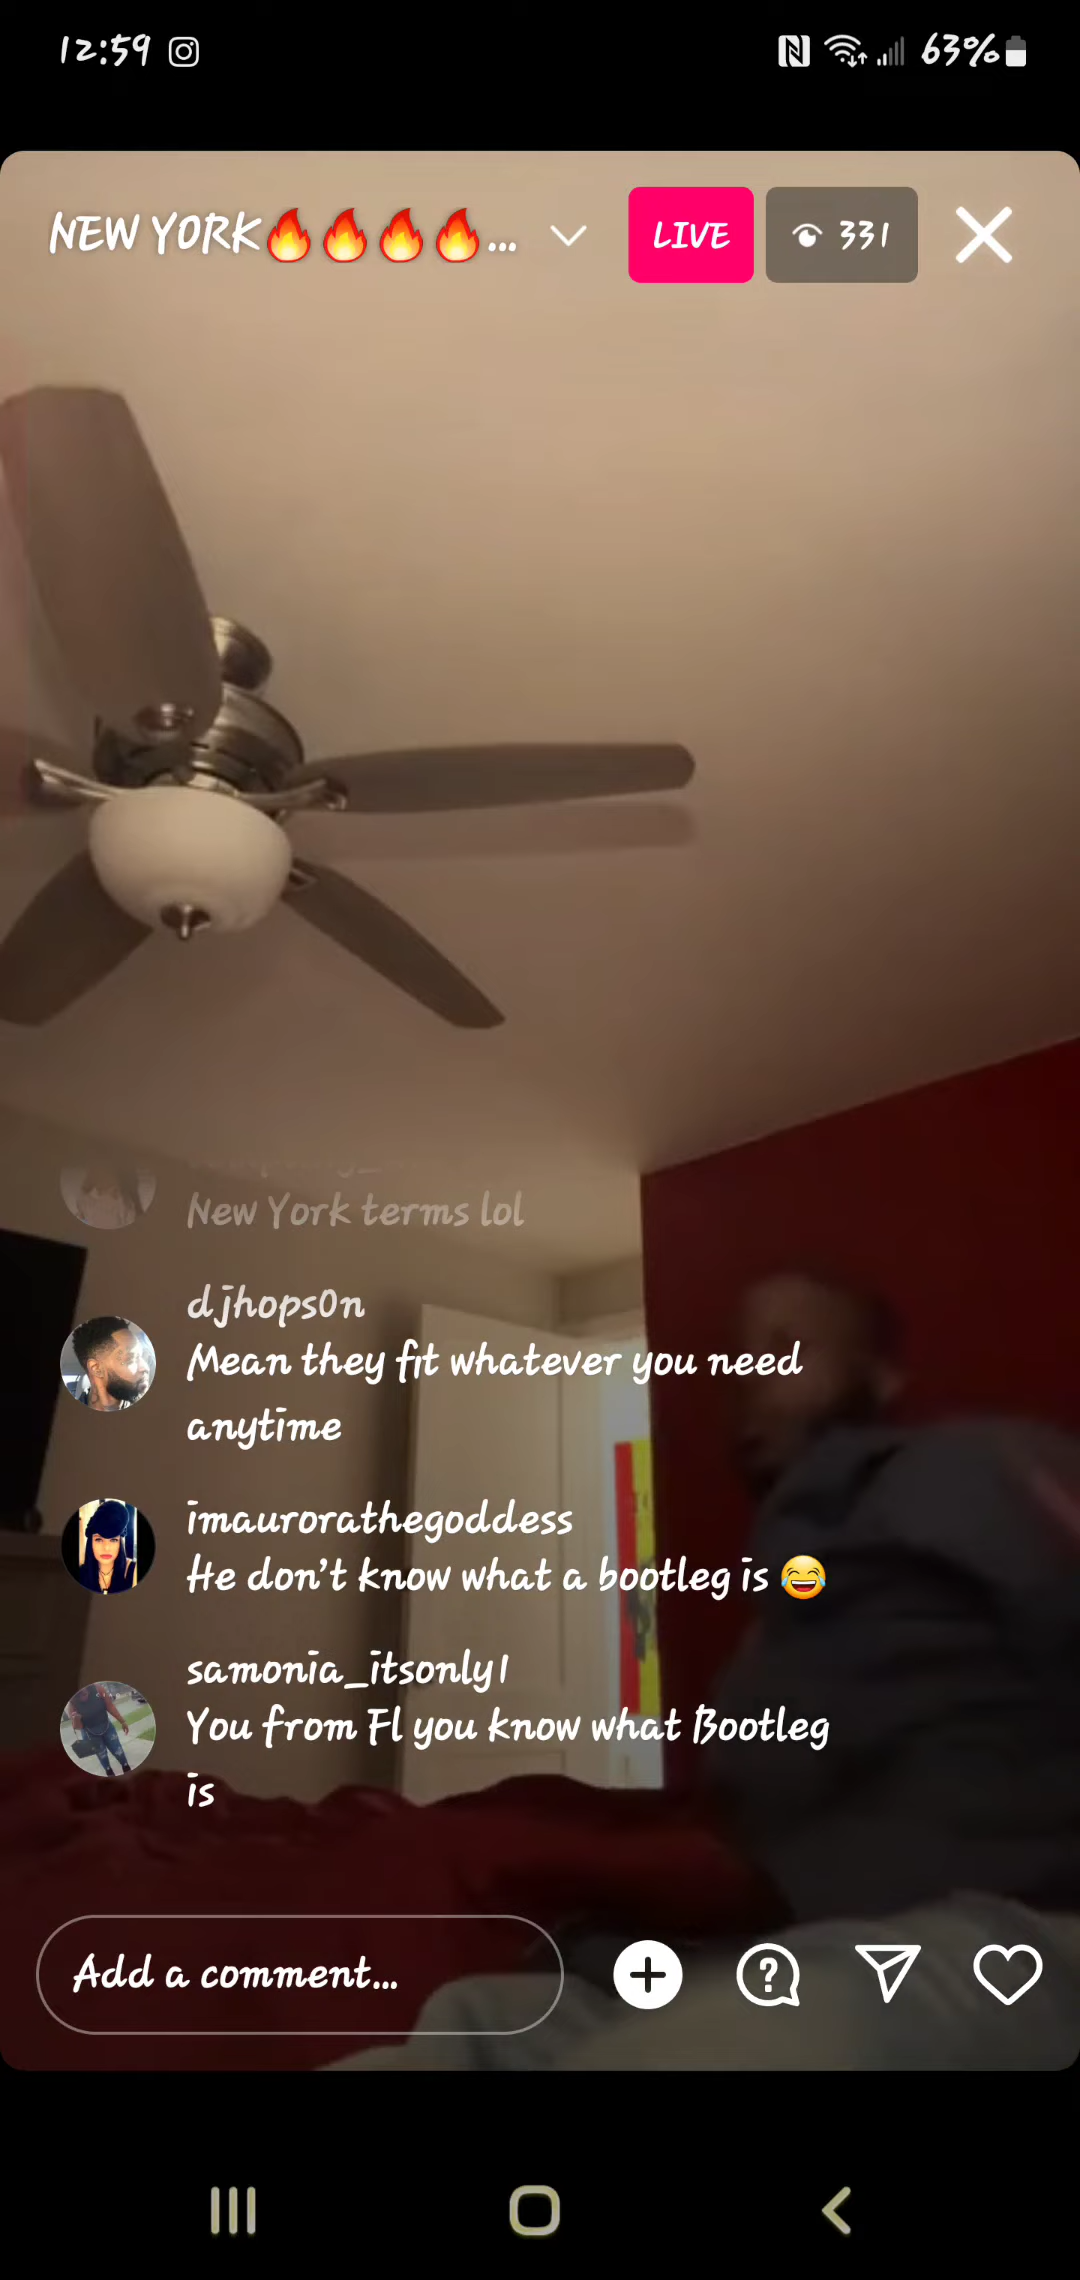 12:59
63%
NEW YORK🔥🔥🔥🔥...
LIVE
331
New York terms lol
djhops0n
Mean they fit whatever you need
anytime
imaurorathegoddess
He don't know what a bootleg is 😂
samonia_itsonly1
You from Fl you know what Bootleg
is
Add a comment...